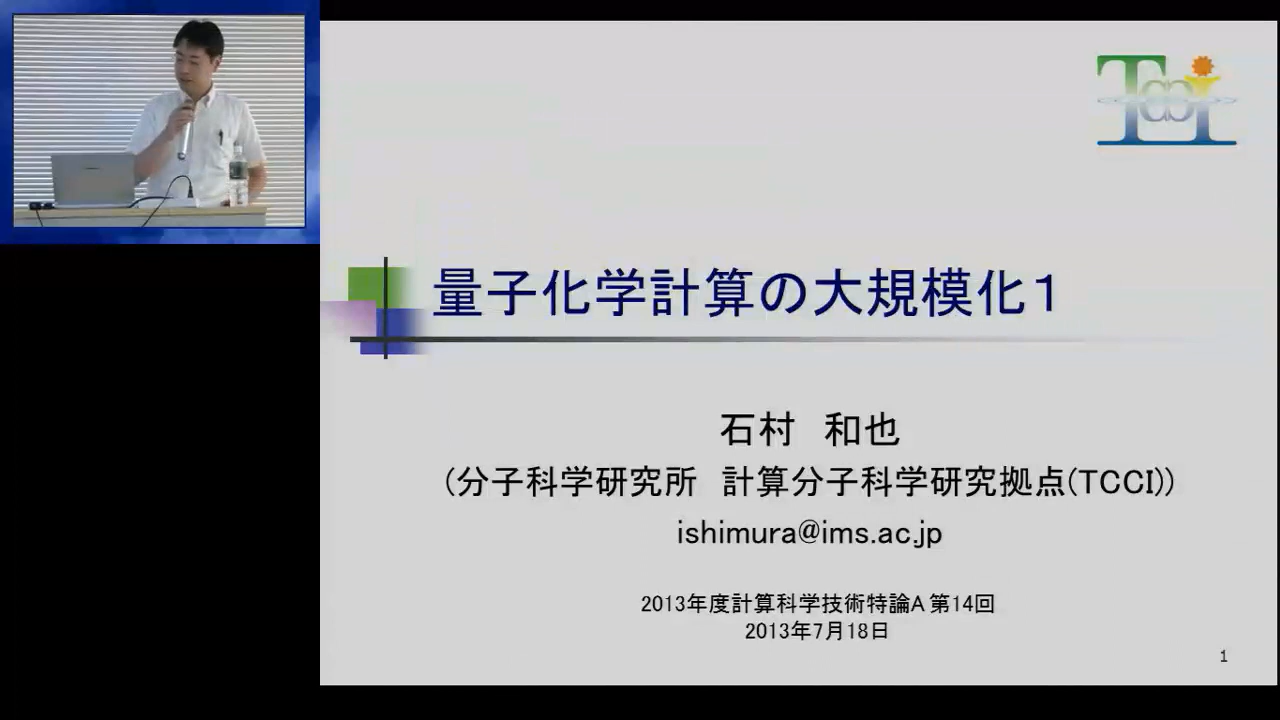 TCCI
量子化学計算の大規模化1
石村 和也
(分子科学研究所 計算分子科学研究拠点(TCCI))
ishimura@ims.ac.jp
2013年度計算科学技術特論A 第14回
2013年7月18日
1